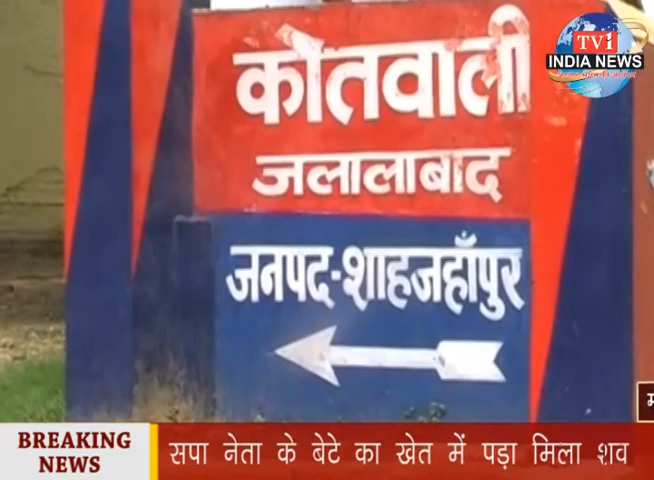 TV1
INDIA NEWS
कोतवाली
जलालाबाद
जनपद-शाहजहाँपुर
BREAKING
NEWS
सपा नेता के बेटे का खेत में पड़ा मिला शव